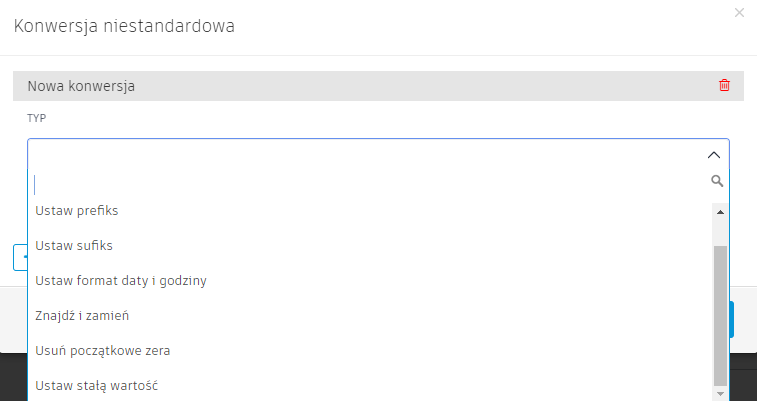 Konwersja niestandardowa
Nowa konwersja
TYP
Ustaw prefiks
Ustaw sufiks
Ustaw format daty i godziny
Znajdź i zamień
Usuń początkowe zera
Ustaw stałą wartość